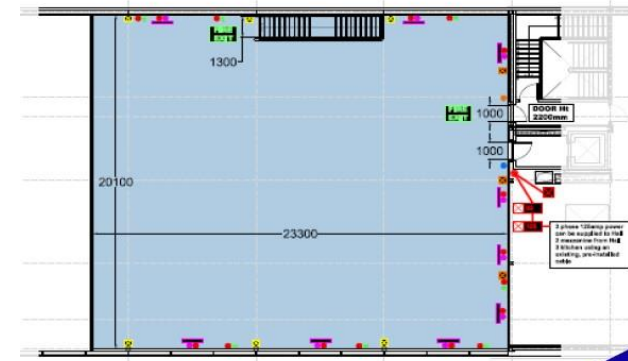 1300
1000
DOOR Ht
2200mm
1000
20100
23300
3 phase 125amp power
can be supplied to Hall
2 mezzanine from Hall
3 kitchen using an
existing, pre-installed
cable